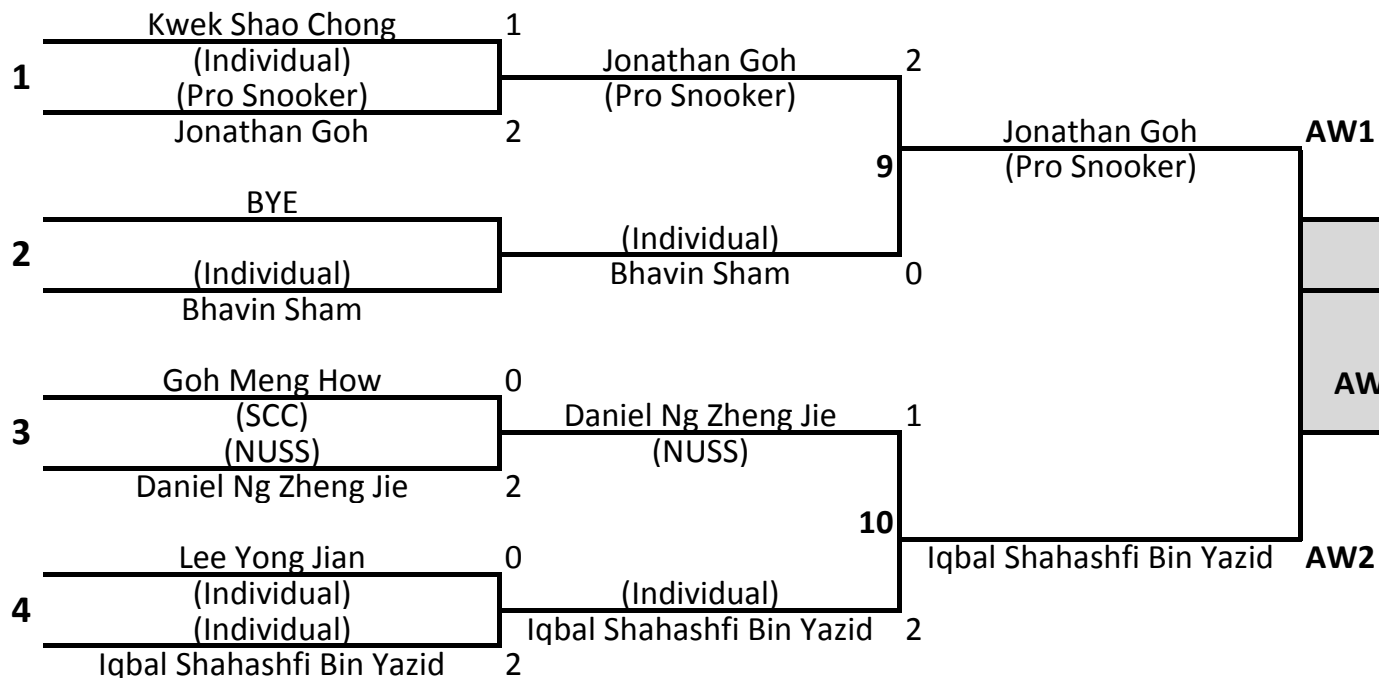 Kwek Shao Chong 1
(Individual)
1
(Pro Snooker)
Jonathan Goh 2
Jonathan Goh 2
(Pro Snooker)
BYE
2
(Individual)
Bhavin Sham
(Individual)
Bhavin Sham 0
9
Jonathan Goh AW1
(Pro Snooker)
Goh Meng How 0
(SCC)
3
(NUSS)
Daniel Ng Zheng Jie 2
Daniel Ng Zheng Jie 1
(NUSS)
Lee Yong Jian 0
(Individual)
4
(Individual)
Iqbal Shahashfi Bin Yazid 2
(Individual)
Iqbal Shahashfi Bin Yazid 2
10
Iqbal Shahashfi Bin Yazid AW2
AW